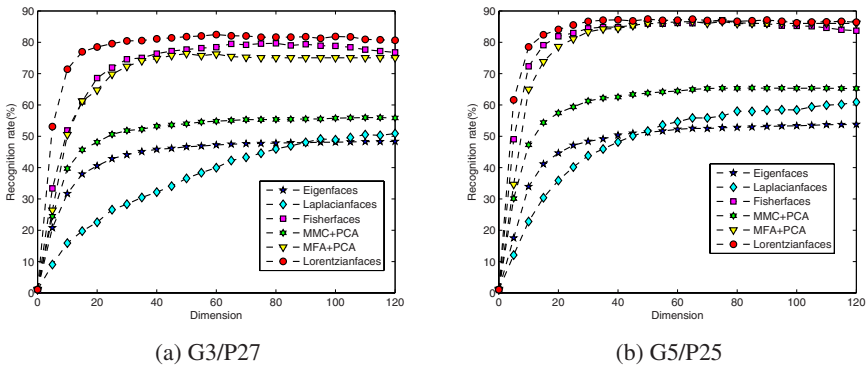 Recognition rate(%)
90
80
70
60
50
40
30
20
10
0
0 20 40 60 80 100 120
Dimension
Eigenfaces
Laplacianfaces
Fisherfaces
MMC+PCA
MFA+PCA
Lorentzianfaces
(a) G3/P27
Recognition rate(%)
90
80
70
60
50
40
30
20
10
0
0 20 40 60 80 100 120
Dimension
Eigenfaces
Laplacianfaces
Fisherfaces
MMC+PCA
MFA+PCA
Lorentzianfaces
(b) G5/P25